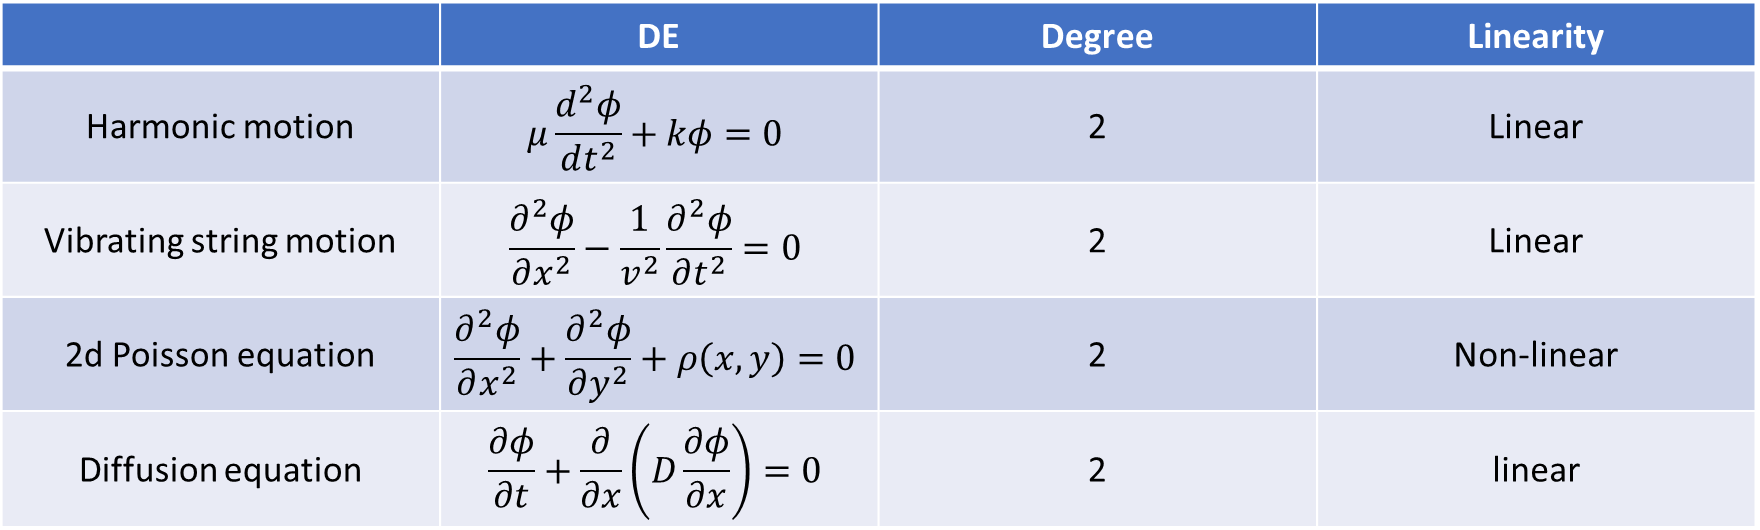 DE Degree Linearity
Harmonic motion μ d²ϕ/dt² + kϕ = 0 2 Linear
Vibrating string motion ∂²ϕ/∂x² − 1/v² ∂²ϕ/∂t² = 0 2 Linear
2d Poisson equation ∂²ϕ/∂x² + ∂²ϕ/∂y² + ρ(x, y) = 0 2 Non-linear
Diffusion equation ∂ϕ/∂t + ∂/∂x (D ∂ϕ/∂x) = 0 2 linear